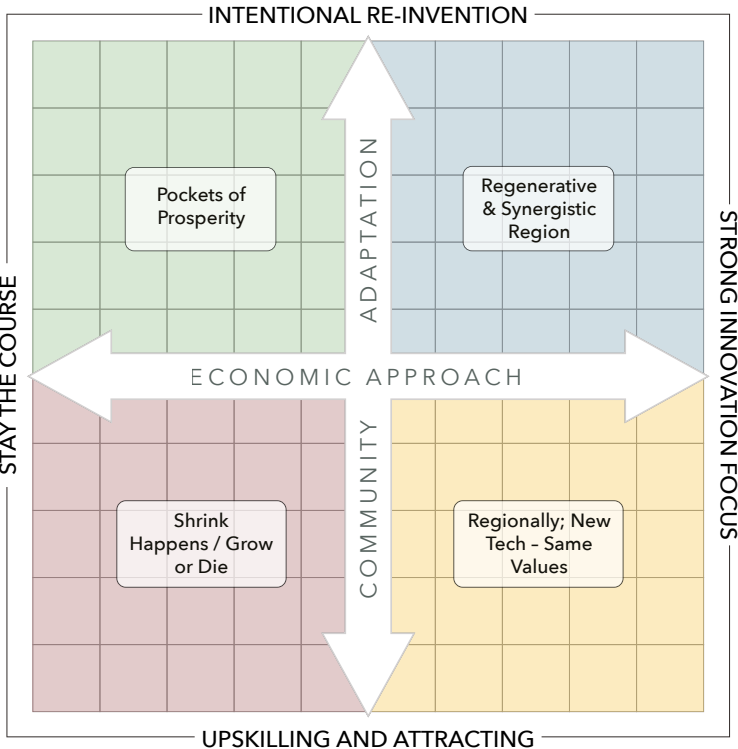 INTENTIONAL RE-INVENTION
Pockets of
Prosperity
Regenerative
& Synergistic
Region
ADAPTATION
STAY THE COURSE
ECONOMIC APPROACH
STRONG INNOVATION FOCUS
COMMUNITY
Shrink
Happens / Grow
or Die
Regionally; New
Tech – Same
Values
UPSKILLING AND ATTRACTING